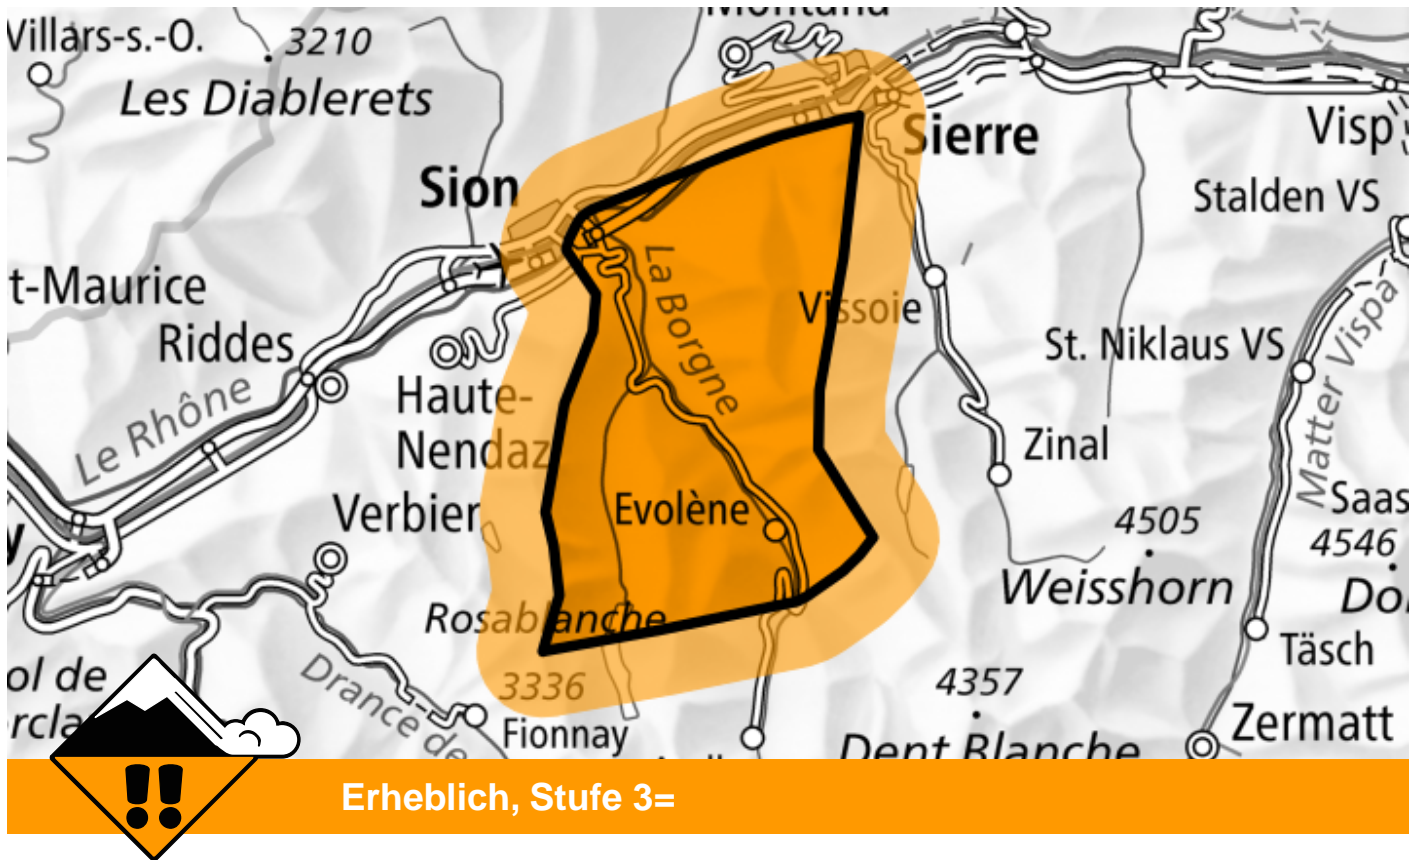 Montana
Villars-s.-O.
3210
Les Diablerets
Sierre
Visp
Sion
Stalden VS
La Borgne
t-Maurice
Vissoie
Riddes
St. Niklaus VS
Matter Vispa
Le Rhône
Haute-
Nendaz
Zinal
Verbier
Evolène
4505
Saas
4546
Weisshorn
Do
Rosablanche
Täsch
ol de
rcla
Drance de
3336
4357
Fionnay
Zermatt
Dent Blanche
Erheblich, Stufe 3=